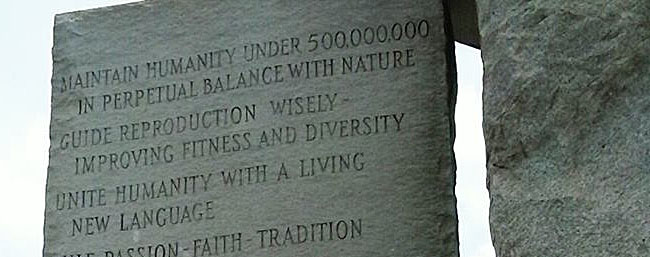 MAINTAIN HUMANITY UNDER 500,000,000
IN PERPETUAL BALANCE WITH NATURE
GUIDE REPRODUCTION WISELY -
IMPROVING FITNESS AND DIVERSITY
UNITE HUMANITY WITH A LIVING
NEW LANGUAGE
PASSION - FAITH - TRADITION